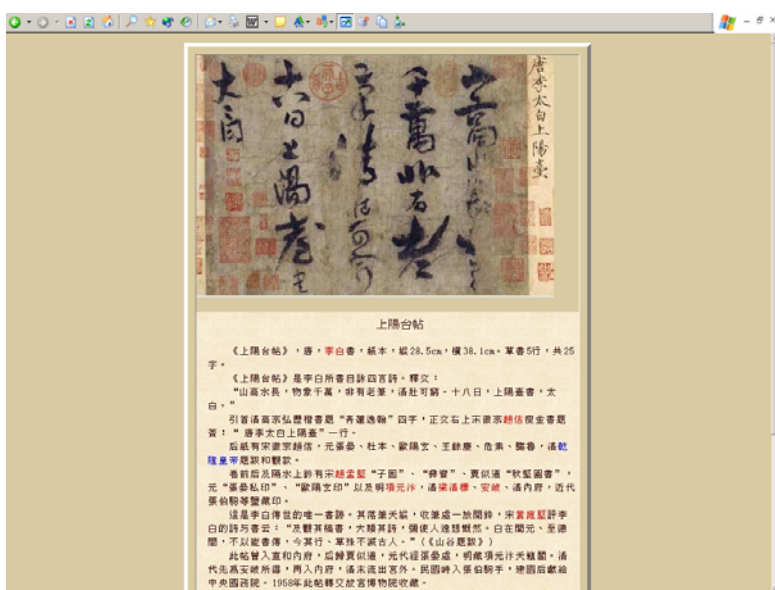 唐李太白上陽臺
山高水長物象
千萬非有老
筆清壯可窮
十八日上陽臺書
太白
上陽台帖
《上陽台帖》，唐，李白書，紙本，縱28.5cm，橫38.1cm。草書5行，共25
字。
《上陽台帖》是李白所書自詠四言詩。釋文：
“山高水長，物象千萬，非有老筆，清壯可窮。十八日，上陽臺書，太
白。”
引首清高宗弘歷楷書題“青蓮逸翰”四字，正文右上宋徽宗趙佶瘦金書題
簽：“ 唐李太白上陽臺”一行。
后紙有宋徽宗趙佶，元張晏、杜本、歐陽玄、王餘慶、危素、騶魯，清乾
隆皇帝題跋和觀款。
卷前后及隔水上鈐有宋趙孟堅“子固”、“彝齋”、賈似道“秋壑圖書”，
元“張晏私印”、“歐陽玄印”以及明項元汴，清梁清標、安岐、清內府，近代
張伯駒等鑒藏印。
這是李白傳世的唯一書跡。其落筆天縱，收筆處一放開鋒，宋黃庭堅評李
白的詩與書云：“及觀其稿書，大類其詩，彌使人遠想慨然。白在開元、至德
間，不以能書傳，今其行、草殊不減古人。”（《山谷題跋》）
此帖曾入宣和內府，后歸賈似道，元代經張晏處，明藏項元汴天籟閣。清
代先爲安岐所得，再入內府，清末流出宮外。民國時入張伯駒手，建國后獻給
中央國務院。1958年此帖轉交故宮博物院收藏。